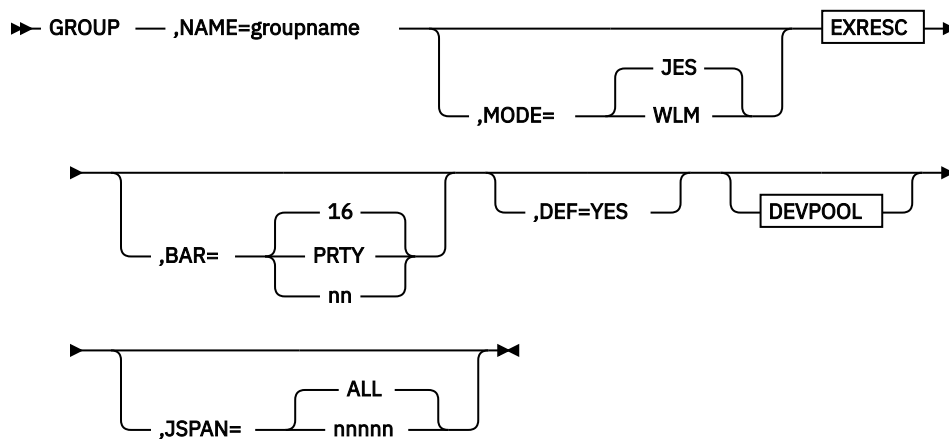 GROUP ,NAME=groupname EXRESC
JES
,MODE= WLM
16
,DEF=YES DEVPOOL
,BAR= PRTY
nn
ALL
,JSPAN= nnnnn